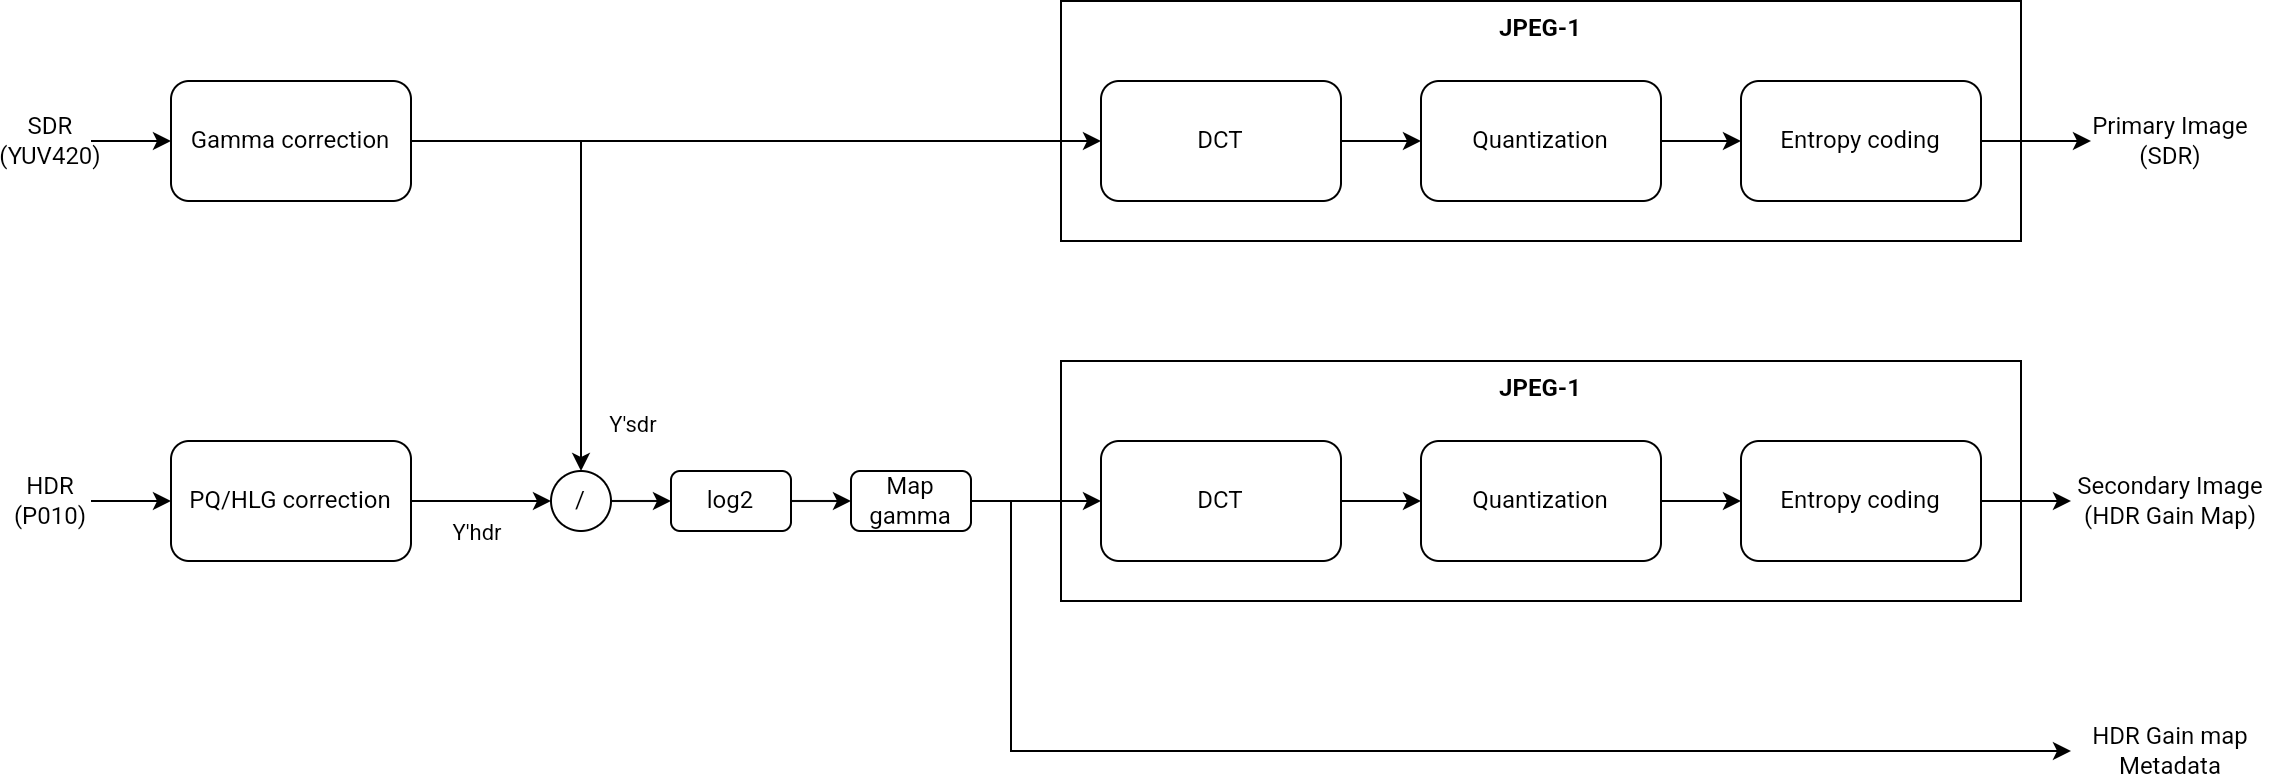 JPEG-1
SDR
(YUV420)
Gamma correction
DCT
Quantization
Entropy coding
Primary Image
(SDR)
JPEG-1
Y'sdr
HDR
(P010)
PQ/HLG correction
Y'hdr
/
log2
Map
gamma
DCT
Quantization
Entropy coding
Secondary Image
(HDR Gain Map)
HDR Gain map
Metadata